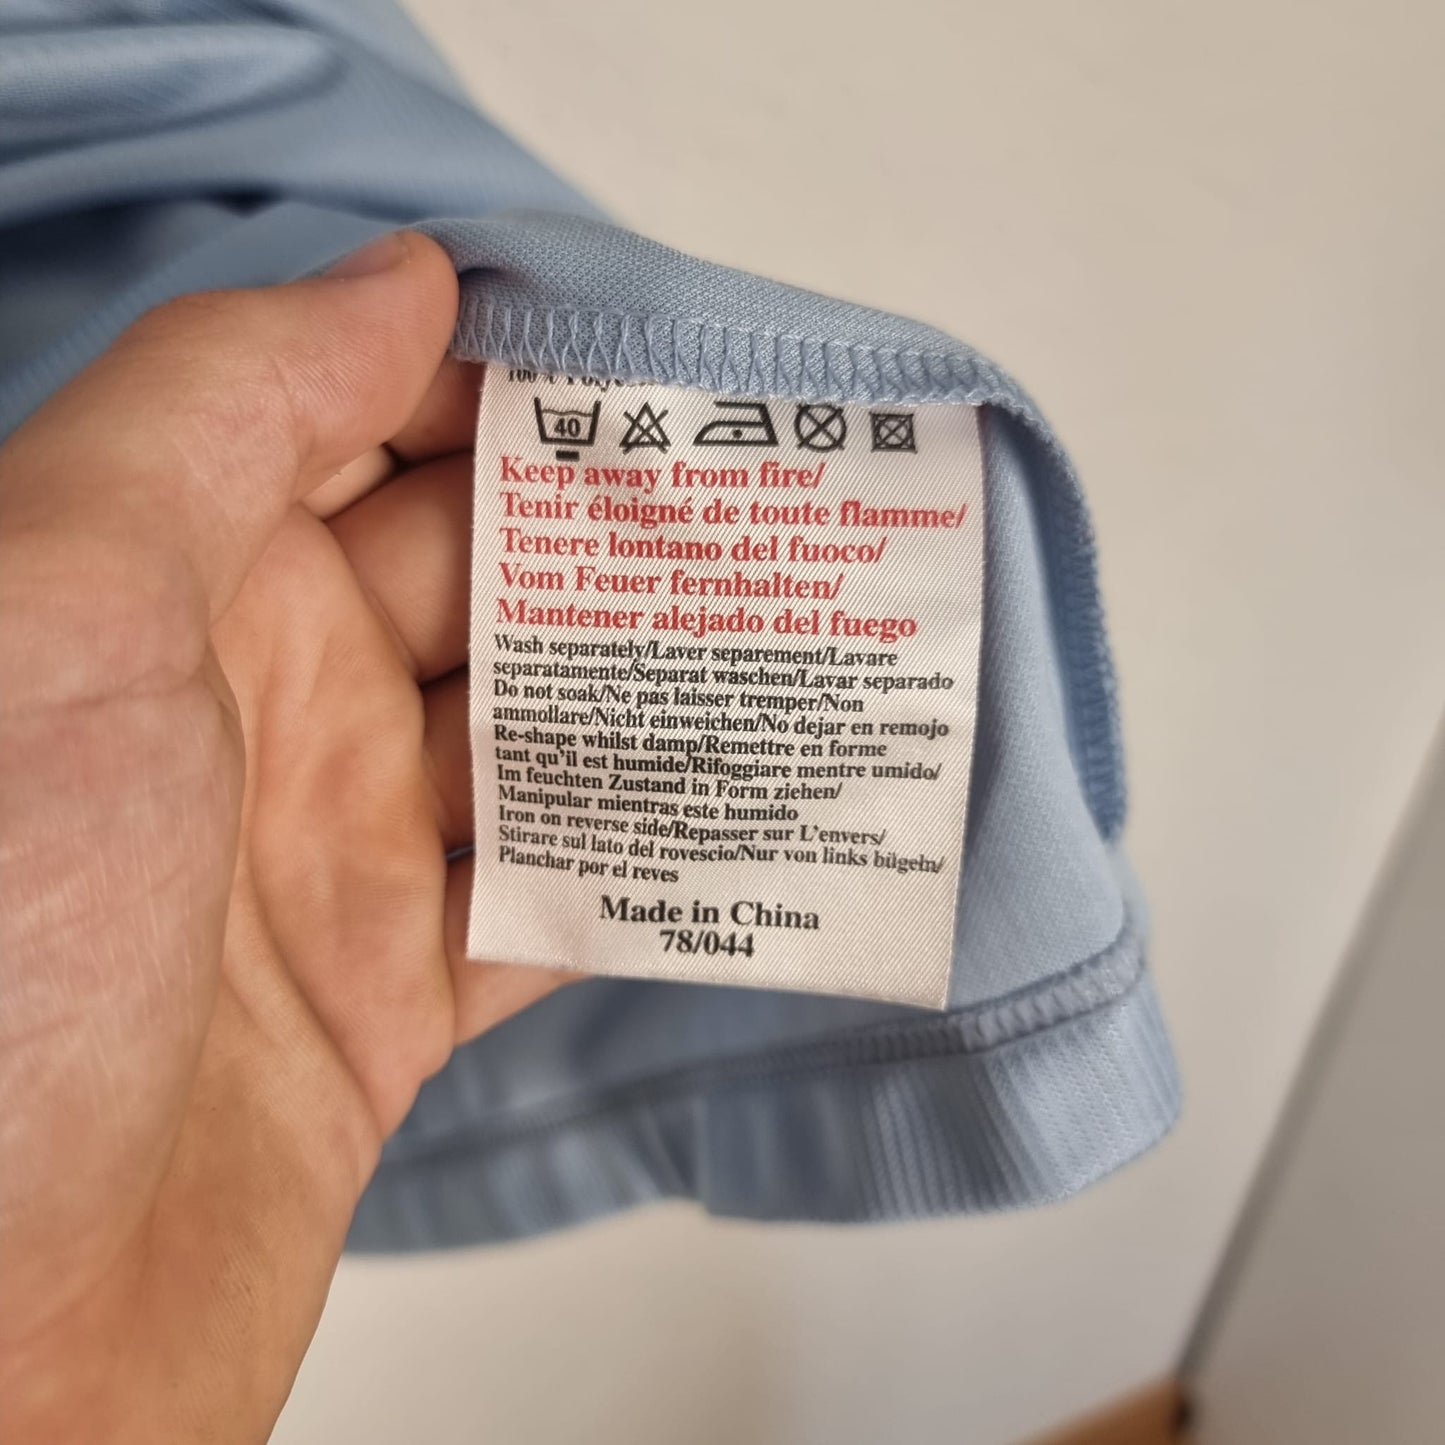 100% Polyester
40
Keep away from fire/
Tenir éloigné de toute flamme/
Tenere lontano del fuoco/
Vom Feuer fernhalten/
Mantener alejado del fuego
Wash separately/Laver separement/Lavare
separatamente/Separat waschen/Lavar separado
Do not soak/Ne pas laisser tremper/Non
ammollare/Nicht einweichen/No dejar en remojo
Re-shape whilst damp/Remettre en forme
tant qu'il est humide/Rifoggiare mentre umido/
Im feuchten Zustand in Form ziehen/
Manipular mientras este humido
Iron on reverse side/Repasser sur L'envers/
Stirare sul lato del rovescio/Nur von links bügeln/
Planchar por el reves
Made in China
78/044